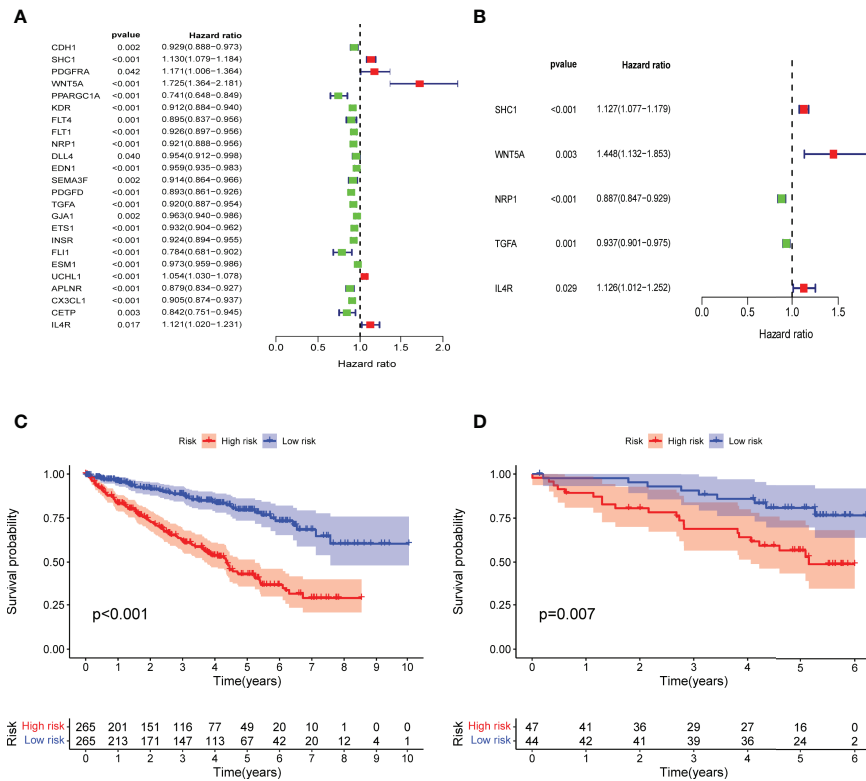 A
pvalue Hazard ratio
CDH1 0.002 0.929(0.888−0.973)
SHC1 <0.001 1.130(1.079−1.184)
PDGFRA 0.042 1.171(1.006−1.364)
WNT5A <0.001 1.725(1.364−2.181)
PPARGC1A <0.001 0.741(0.648−0.849)
KDR <0.001 0.912(0.884−0.940)
FLT4 0.001 0.895(0.837−0.956)
FLT1 <0.001 0.926(0.897−0.956)
NRP1 <0.001 0.921(0.888−0.956)
DLL4 0.040 0.954(0.912−0.998)
EDN1 <0.001 0.959(0.935−0.983)
SEMA3F 0.002 0.914(0.864−0.966)
PDGFD <0.001 0.893(0.861−0.926)
TGFA <0.001 0.920(0.887−0.954)
GJA1 0.002 0.963(0.940−0.986)
ETS1 <0.001 0.932(0.904−0.962)
INSR <0.001 0.924(0.894−0.955)
FLI1 <0.001 0.784(0.681−0.902)
ESM1 <0.001 0.973(0.959−0.986)
UCHL1 <0.001 1.054(1.030−1.078)
APLNR <0.001 0.879(0.834−0.927)
CX3CL1 <0.001 0.905(0.874−0.937)
CETP 0.003 0.842(0.751−0.945)
IL4R 0.017 1.121(1.020−1.231)
0.0 0.5 1.0 1.5 2.0
Hazard ratio
B
pvalue Hazard ratio
SHC1 <0.001 1.127(1.077−1.179)
WNT5A 0.003 1.448(1.132−1.853)
NRP1 <0.001 0.887(0.847−0.929)
TGFA 0.001 0.937(0.901−0.975)
IL4R 0.029 1.126(1.012−1.252)
0.0 0.5 1.0 1.5
Hazard ratio
C
Risk High risk Low risk
Survival probability
1.00
0.75
0.50
0.25
0.00
p<0.001
0 1 2 3 4 5 6 7 8 9 10
Time(years)
Risk
High risk 265 201 151 116 77 49 20 10 1 0 0
Low risk 265 213 171 147 113 67 42 20 12 4 1
0 1 2 3 4 5 6 7 8 9 10
Time(years)
D
Risk High risk Low risk
Survival probability
1.00
0.75
0.50
0.25
0.00
p=0.007
0 1 2 3 4 5 6
Time(years)
Risk
High risk 47 41 36 29 27 16 0
Low risk 44 42 41 39 36 24 2
0 1 2 3 4 5 6
Time(years)